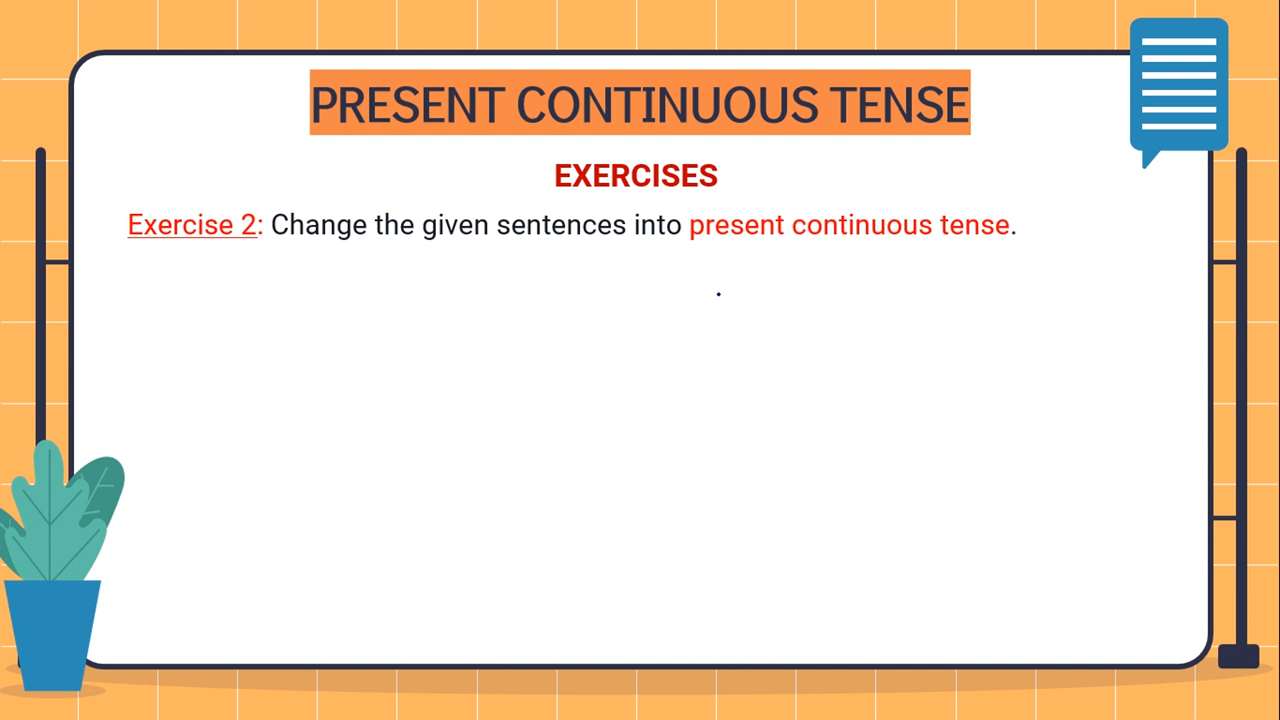 PRESENT CONTINUOUS TENSE
EXERCISES
Exercise 2: Change the given sentences into present continuous tense.